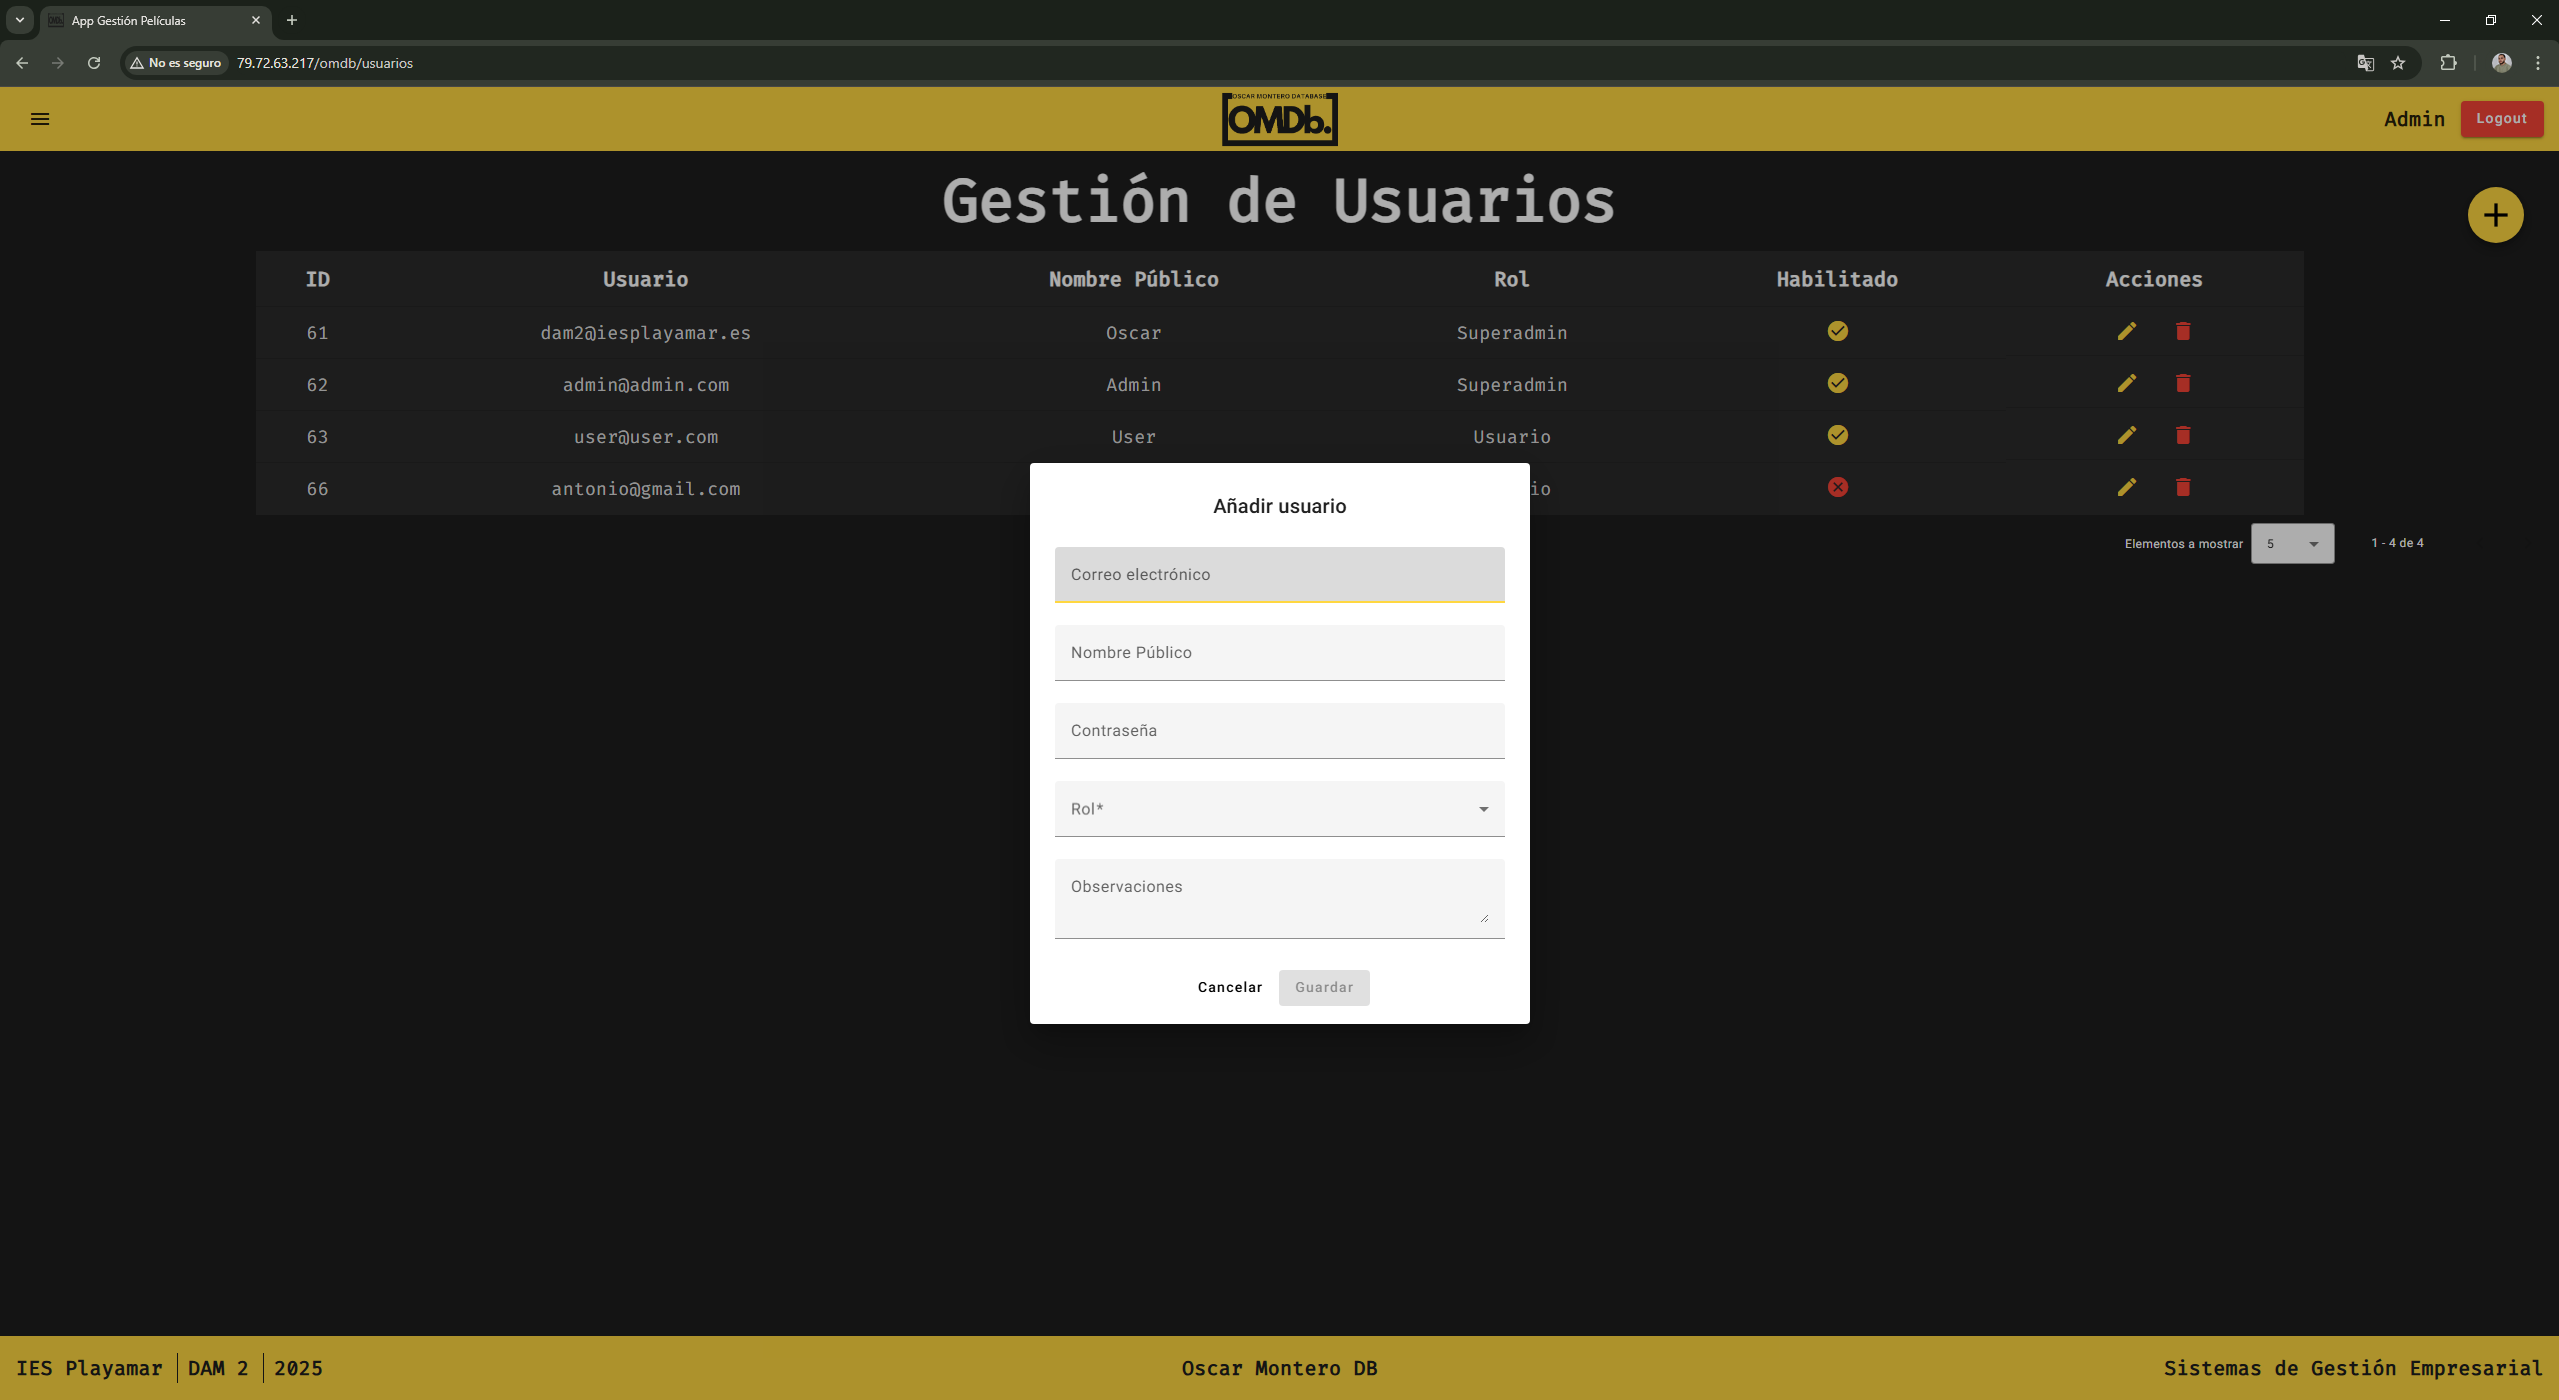 App Gestión Películas
No es seguro 79.72.63.217/omdb/usuarios
OSCAR MONTERO DATABASE
OMDb.
Admin Logout
Gestión de Usuarios
ID Usuario Nombre Público Rol Habilitado Acciones
61 dam2@iesplayamar.es Oscar Superadmin
62 admin@admin.com Admin Superadmin
63 user@user.com User Usuario
66 antonio@gmail.com io
Elementos a mostrar 5 1 - 4 de 4
Añadir usuario
Correo electrónico
Nombre Público
Contraseña
Rol*
Observaciones
Cancelar Guardar
IES Playamar DAM 2 2025 Oscar Montero DB Sistemas de Gestión Empresarial